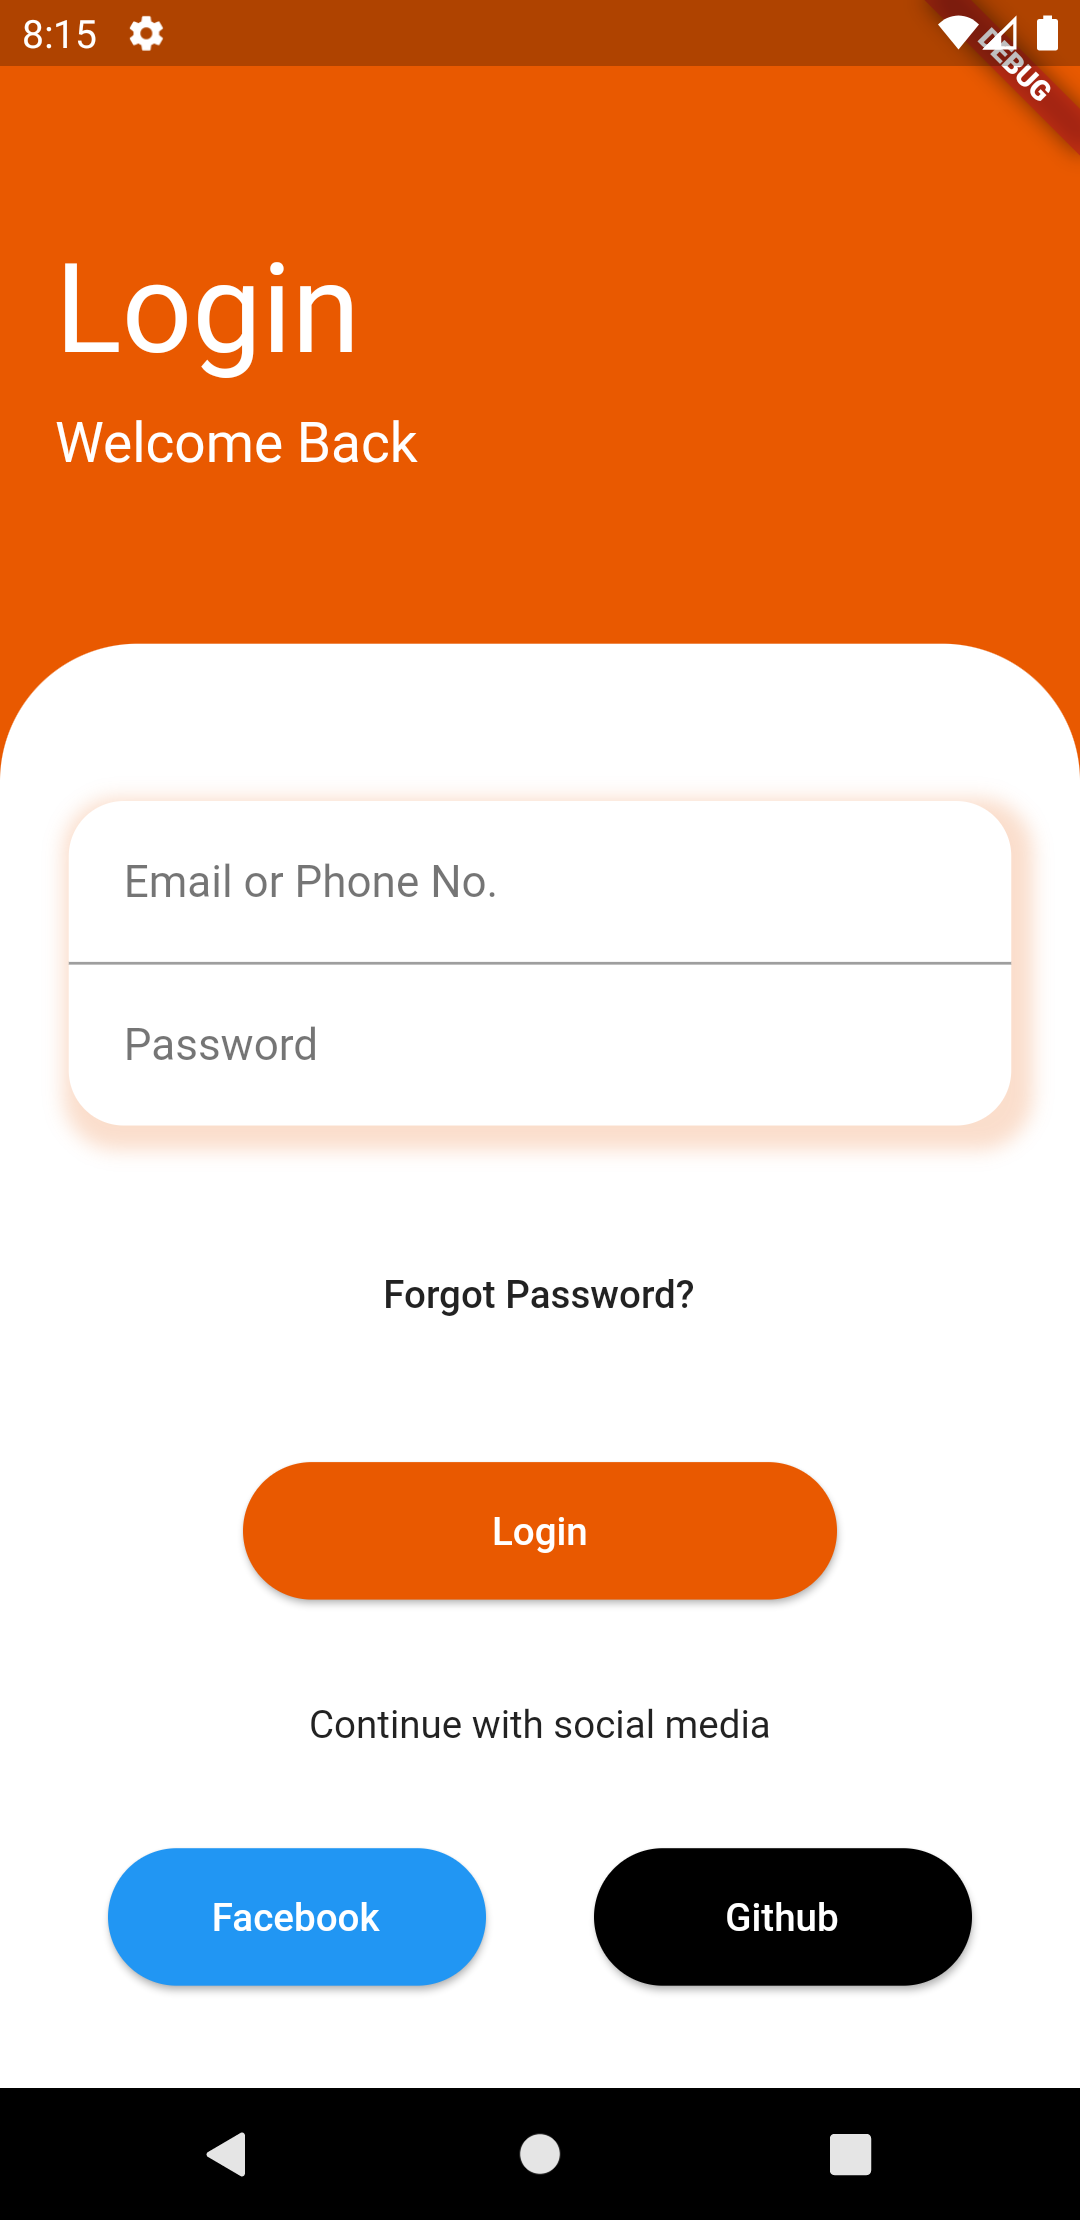 8:15
DEBUG
Login
Welcome Back
Email or Phone No.
Password
Forgot Password?
Login
Continue with social media
Facebook
Github